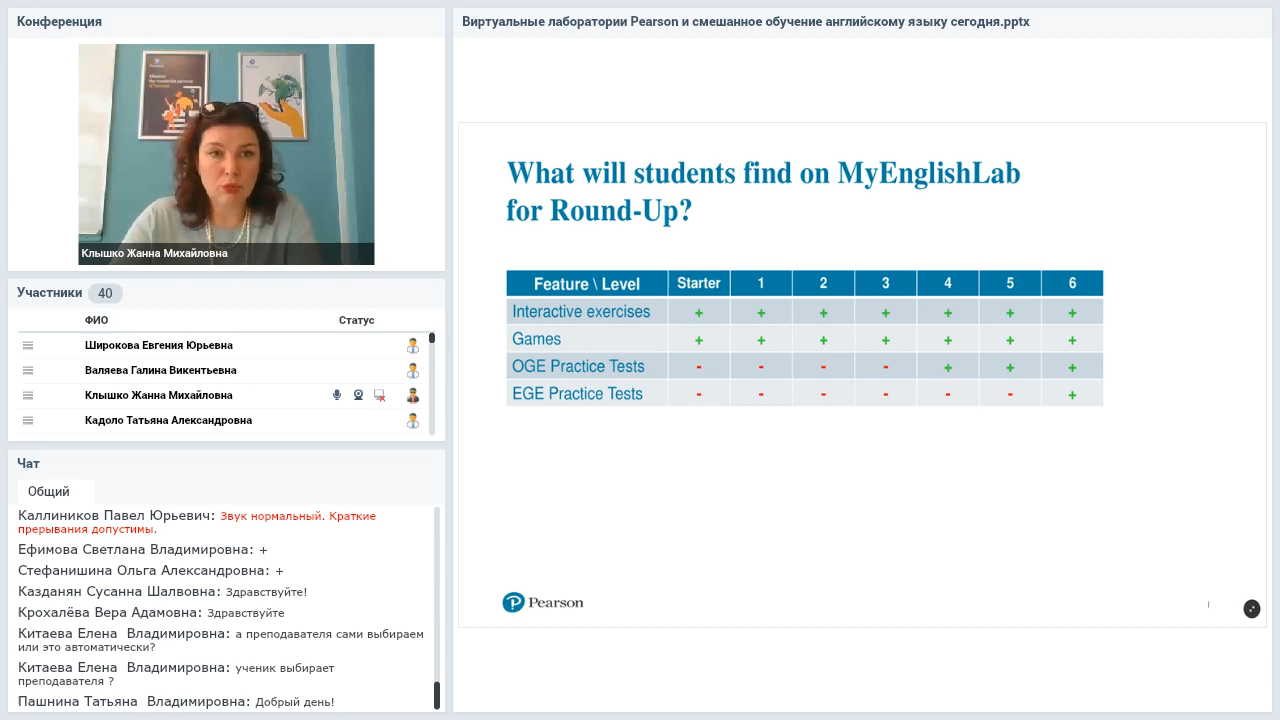 Конференция
Клышко Жанна Михайловна
Участники 40
ФИО Статус
Широкова Евгения Юрьевна
Валяева Галина Викентьевна
Клышко Жанна Михайловна
Кадоло Татьяна Александровна
Чат
Общий
Каллиников Павел Юрьевич: Звук нормальный. Краткие
прерывания допустимы.
Ефимова Светлана Владимировна: +
Стефанишина Ольга Александровна: +
Казданян Сусанна Шалвовна: Здравствуйте!
Крохалёва Вера Адамовна: Здравствуйте
Китаева Елена Владимировна: а преподавателя сами выбираем
или это автоматически?
Китаева Елена Владимировна: ученик выбирает
преподавателя ?
Пашнина Татьяна Владимировна: Добрый день!
Виртуальные лаборатории Pearson и смешанное обучение английскому языку сегодня.pptx
What will students find on MyEnglishLab
for Round-Up?
Feature \ Level Starter 1 2 3 4 5 6
Interactive exercises + + + + + + +
Games + + + + + + +
OGE Practice Tests - - - - + + +
EGE Practice Tests - - - - - - +
Pearson